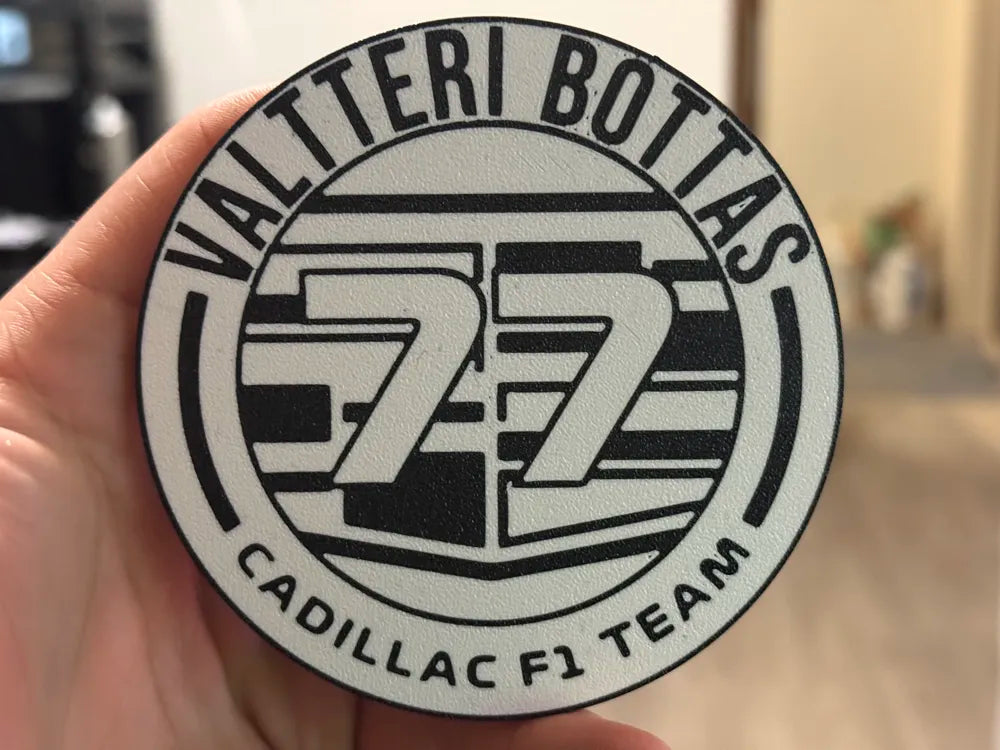 VALTTERI BOTTAS
77
CADILLAC F1 TEAM